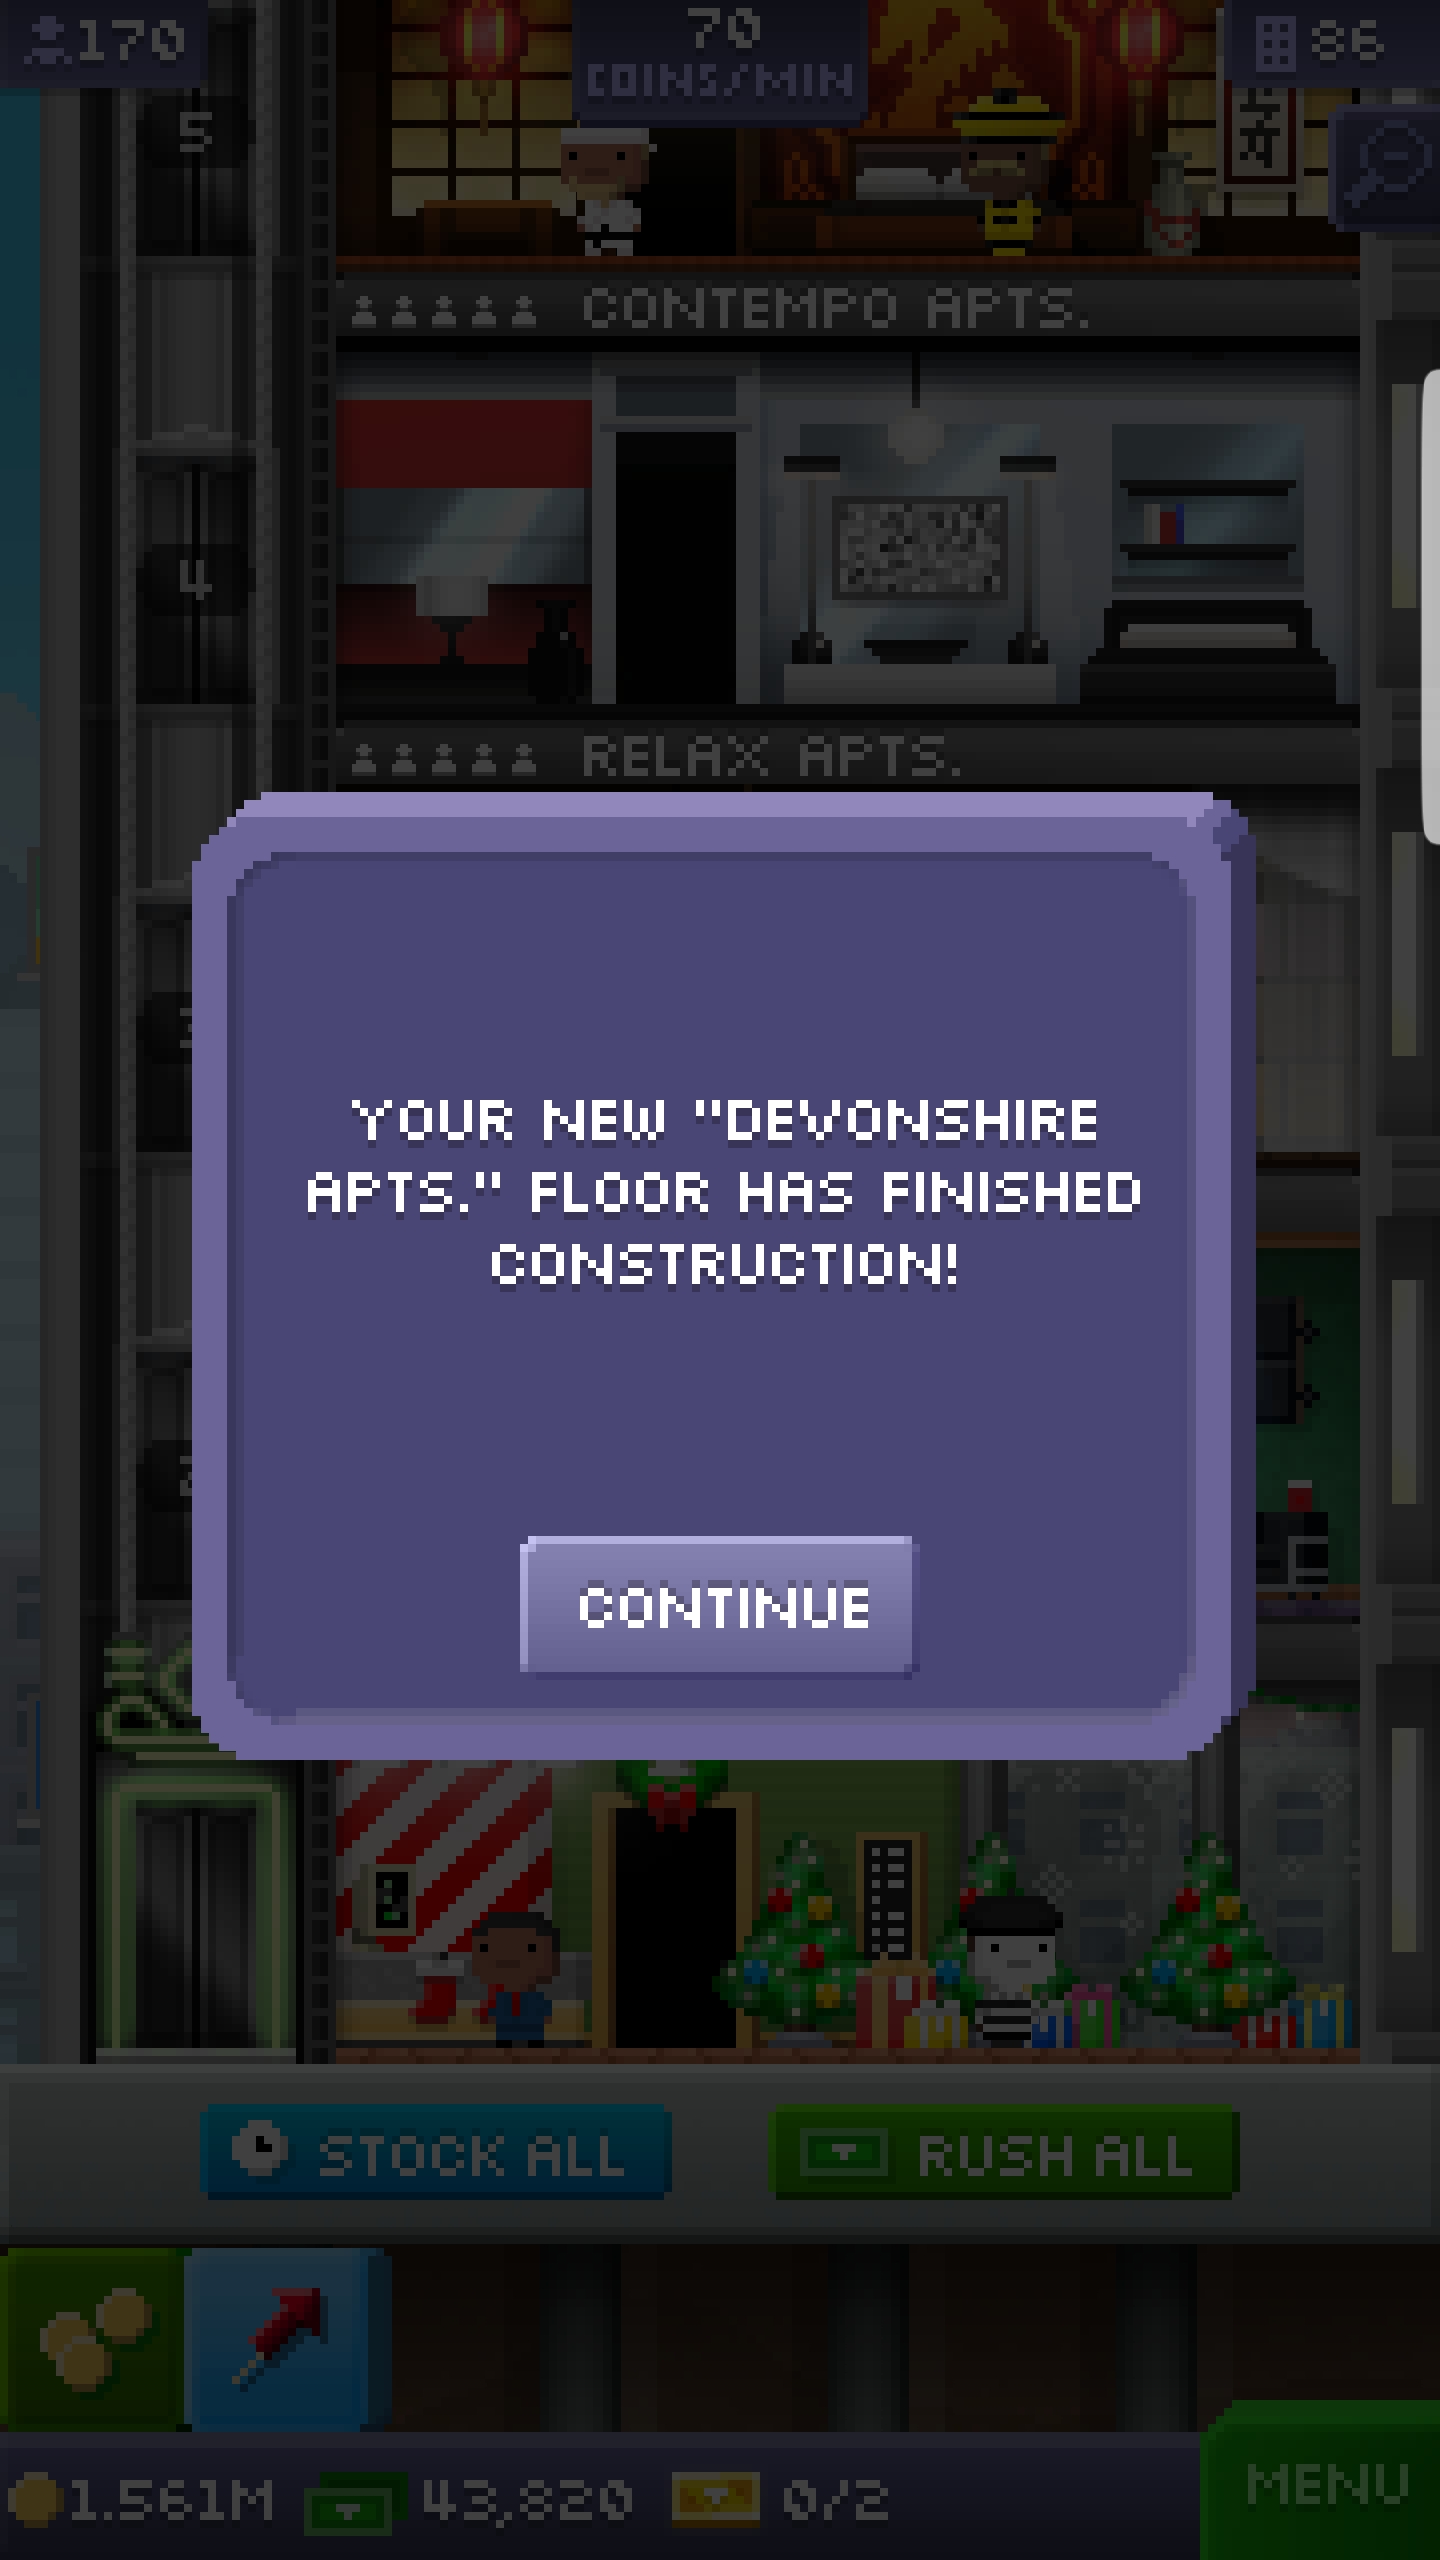 170
70
COINS/MIN
86
5
CONTEMPO APTS.
4
RELAX APTS.
YOUR NEW "DEVONSHIRE
APTS." FLOOR HAS FINISHED
CONSTRUCTION!
CONTINUE
STOCK ALL
RUSH ALL
1.561M
43,820
0/2
MENU